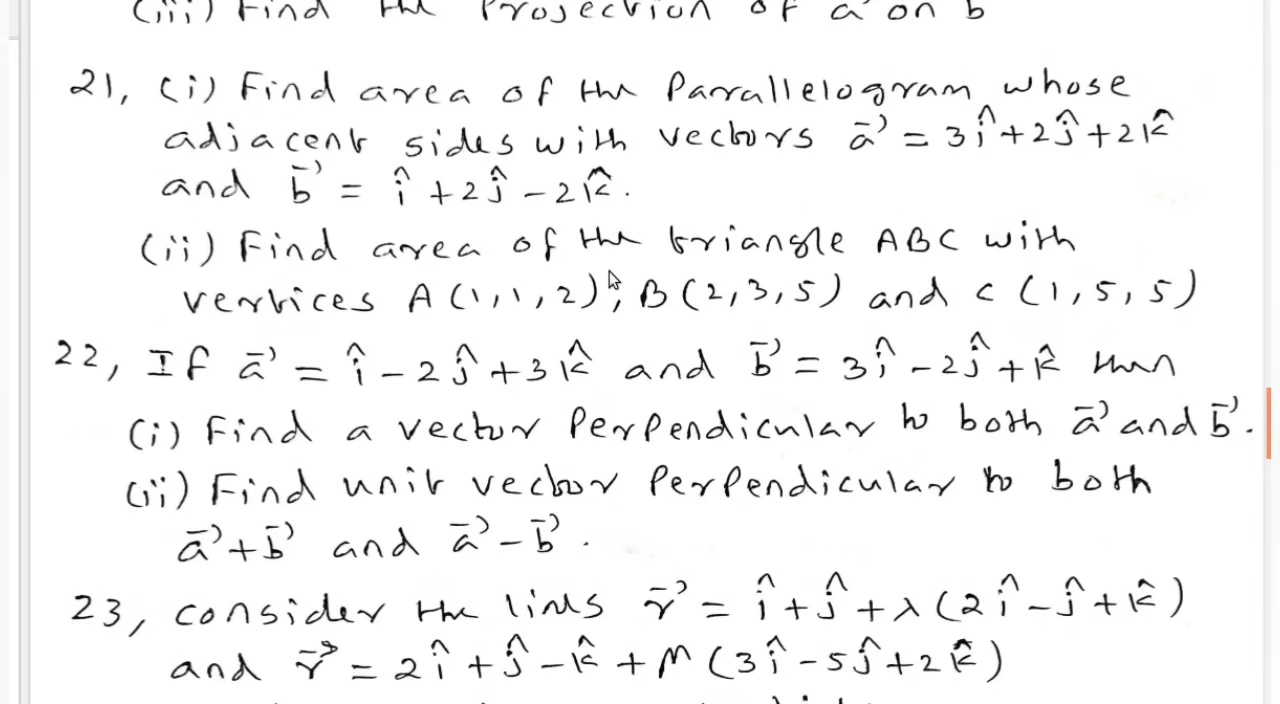 (iii) Find the Projection of a⃗ on b
21, (i) Find area of the Parallelogram whose
adjacent sides with vectors a⃗ = 3î+2ĵ+2k̂
and b⃗ = î+2ĵ-2k̂.
(ii) Find area of the triangle ABC with
vertices A(1,1,2), B(2,3,5) and C(1,5,5)
22, If a⃗ = î-2ĵ+3k̂ and b⃗ = 3î-2ĵ+k̂ then
(i) Find a vector Perpendicular to both a⃗ and b⃗.
(ii) Find unit vector Perpendicular to both
a⃗+b⃗ and a⃗-b⃗.
23, consider the lines r⃗ = î+ĵ+λ(2î-ĵ+k̂)
and r⃗ = 2î+ĵ-k̂+μ(3î-5ĵ+2k̂)